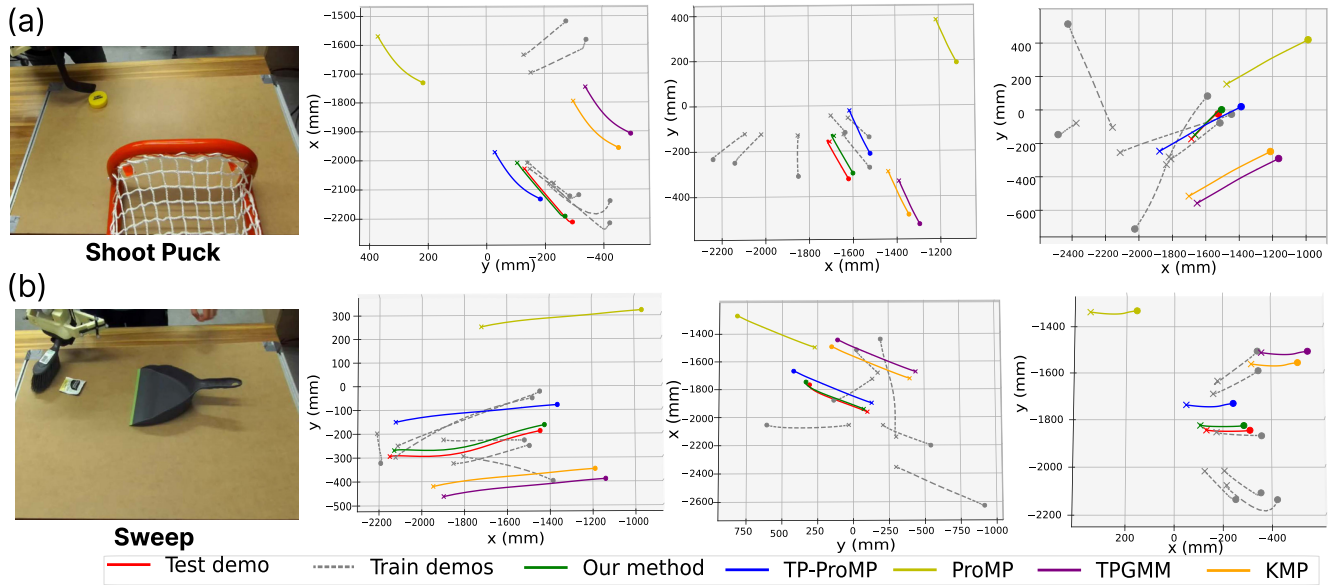 (a)
Shoot Puck
−1500
−1600
−1700
−1800
−1900
−2000
−2100
−2200
x (mm)
400 200 0 −200 −400
y (mm)
400
200
0
−200
−400
y (mm)
−2200 −2000 −1800 −1600 −1400 −1200
x (mm)
400
200
0
−200
−400
−600
y (mm)
−2400 −2200 −2000 −1800 −1600 −1400 −1200 −1000
x (mm)
(b)
Sweep
300
200
100
0
−100
−200
−300
−400
−500
y (mm)
−2200 −2000 −1800 −1600 −1400 −1200 −1000
x (mm)
−1400
−1600
−1800
−2000
−2200
−2400
−2600
x (mm)
750 500 250 0 −250 −500 −750 −1000
y (mm)
−1400
−1600
−1800
−2000
−2200
y (mm)
200 0 −200 −400
x (mm)
Test demo Train demos Our method TP-ProMP ProMP TPGMM KMP